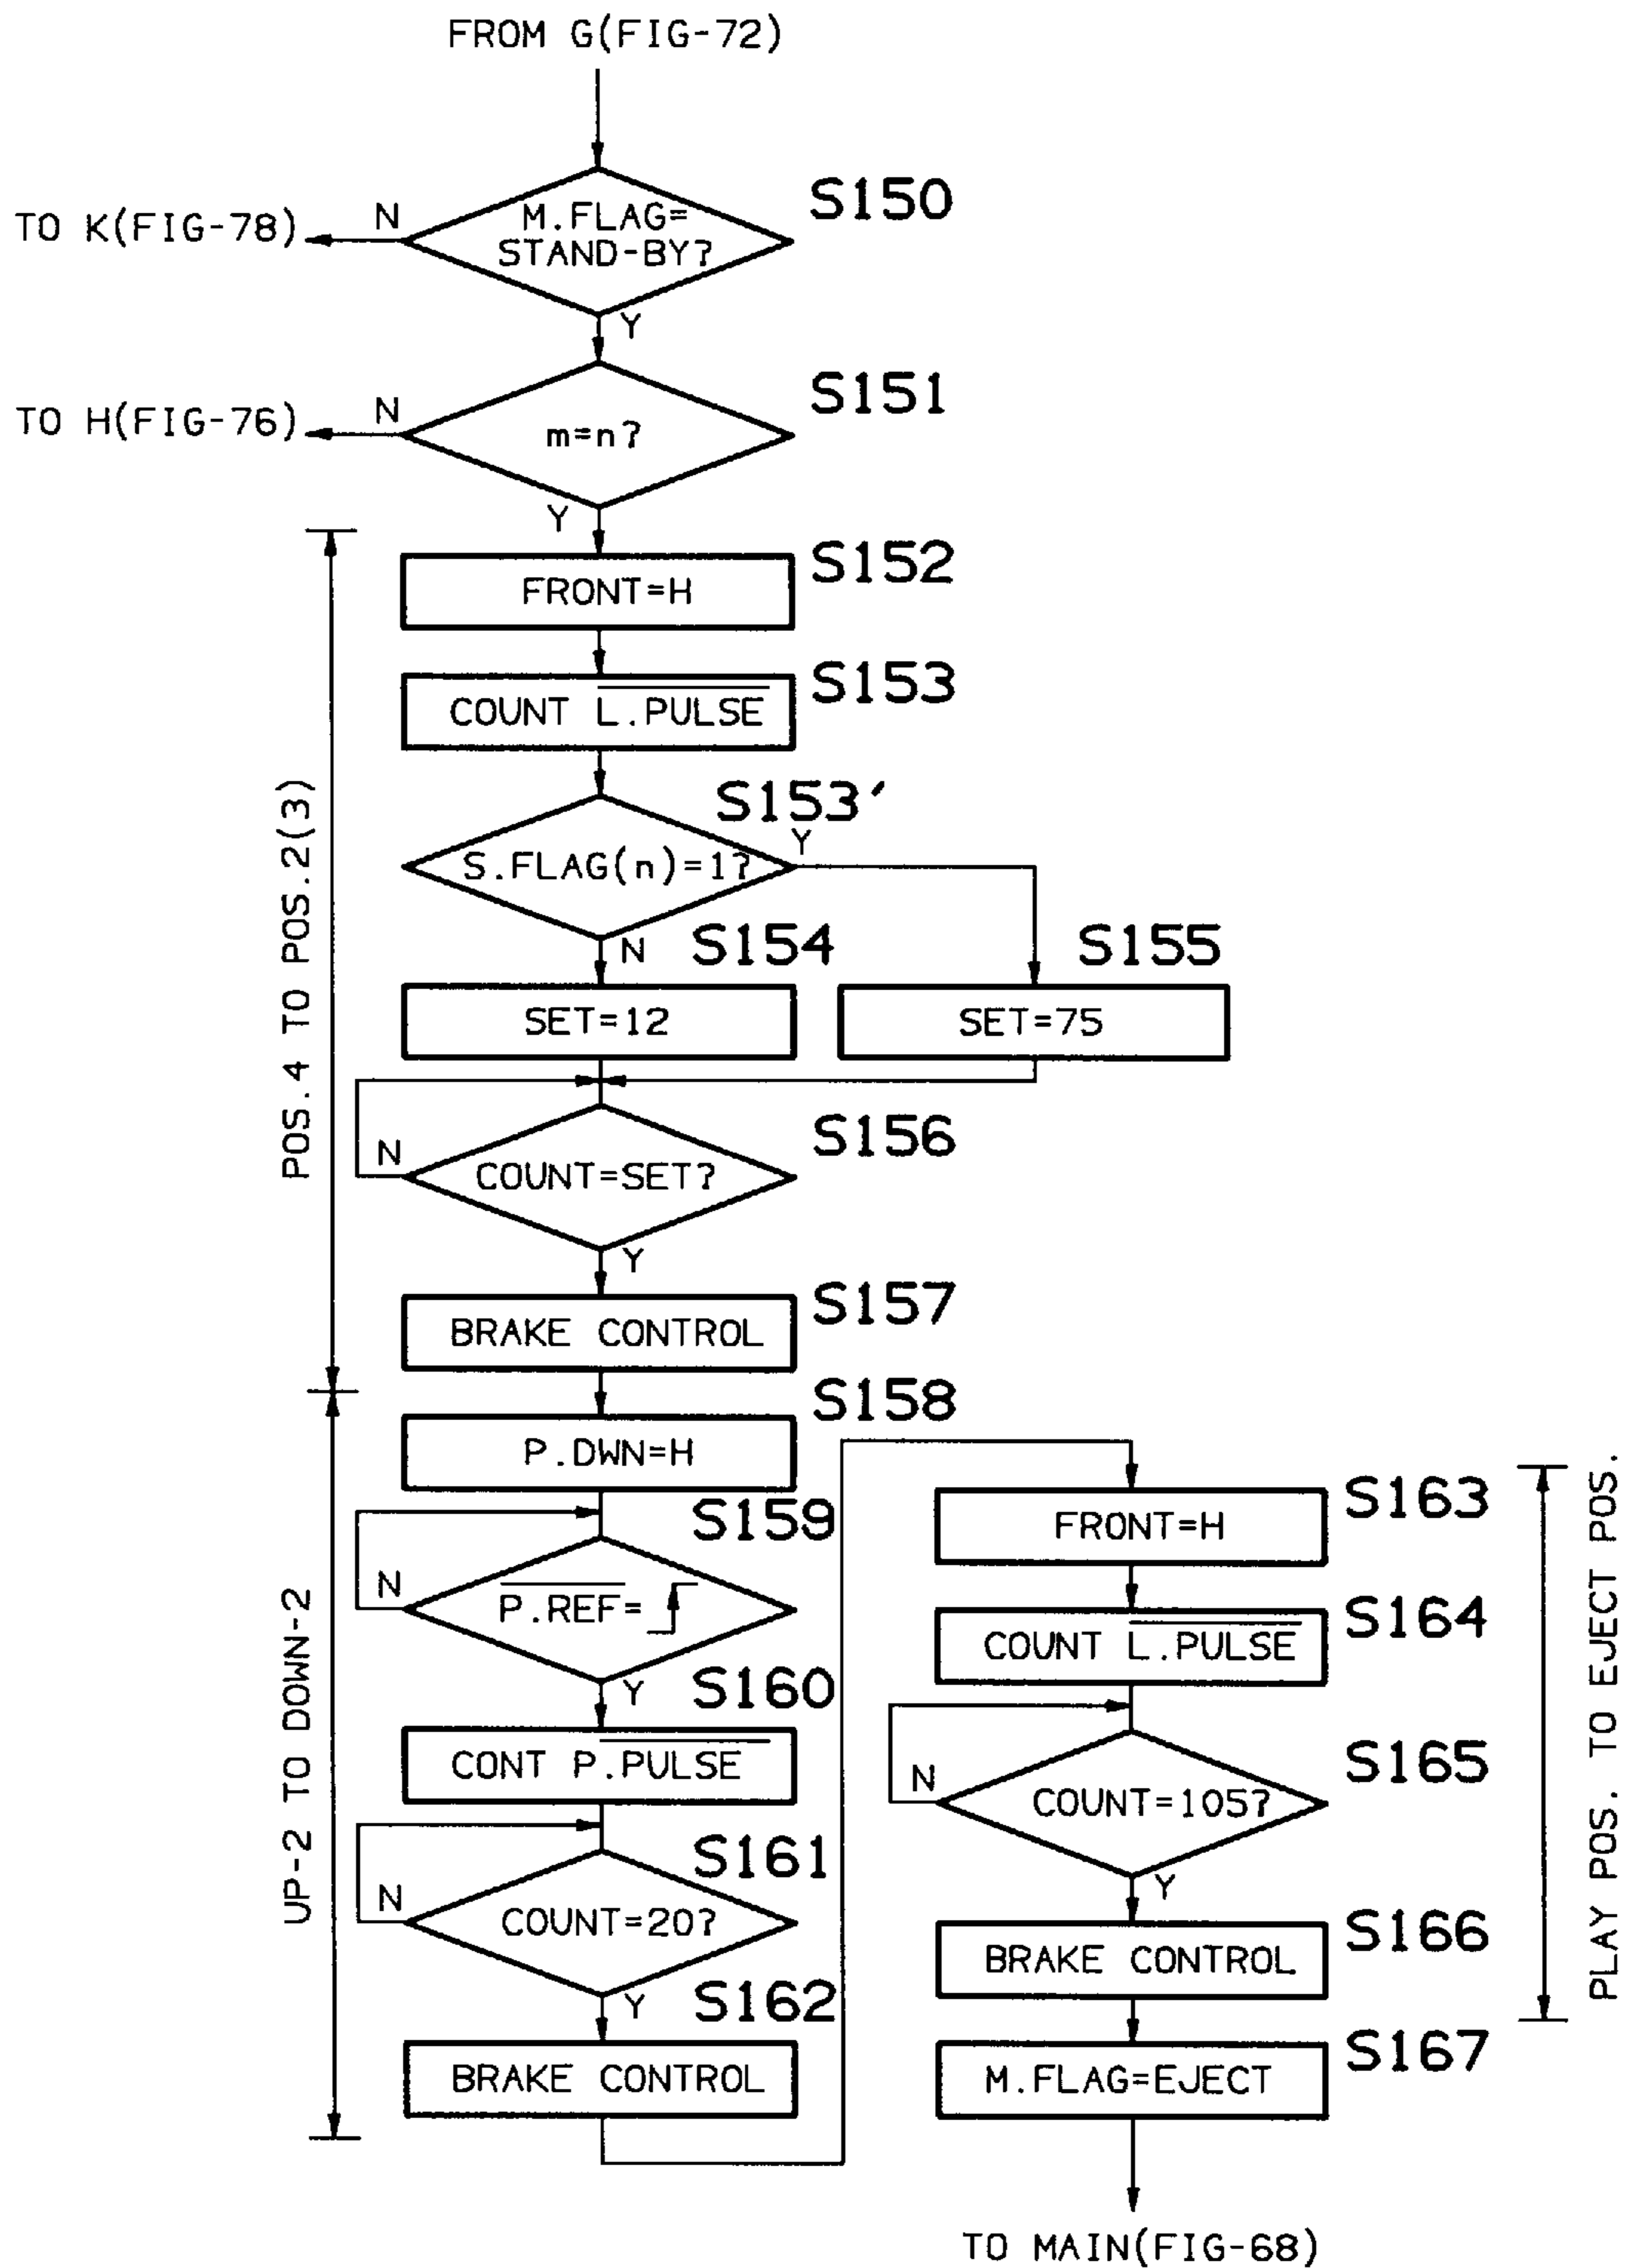 FROM G(FIG-72)
S150
M.FLAG=
STAND-BY?
N
TO K(FIG-78)
Y
S151
m=n?
N
TO H(FIG-76)
Y
POS.4 TO POS.2(3)
S152
FRONT=H
S153
COUNT L.PULSE
S153'
S.FLAG(n)=1?
Y
N
S154
SET=12
S155
SET=75
S156
COUNT=SET?
N
Y
S157
BRAKE CONTROL
UP-2 TO DOWN-2
S158
P.DWN=H
S159
P.REF=
N
Y
S160
CONT P.PULSE
S161
COUNT=20?
N
Y
S162
BRAKE CONTROL
S163
FRONT=H
S164
COUNT L.PULSE
S165
COUNT=105?
N
Y
S166
BRAKE CONTROL
PLAY POS. TO EJECT POS.
S167
M.FLAG=EJECT
TO MAIN(FIG-68)